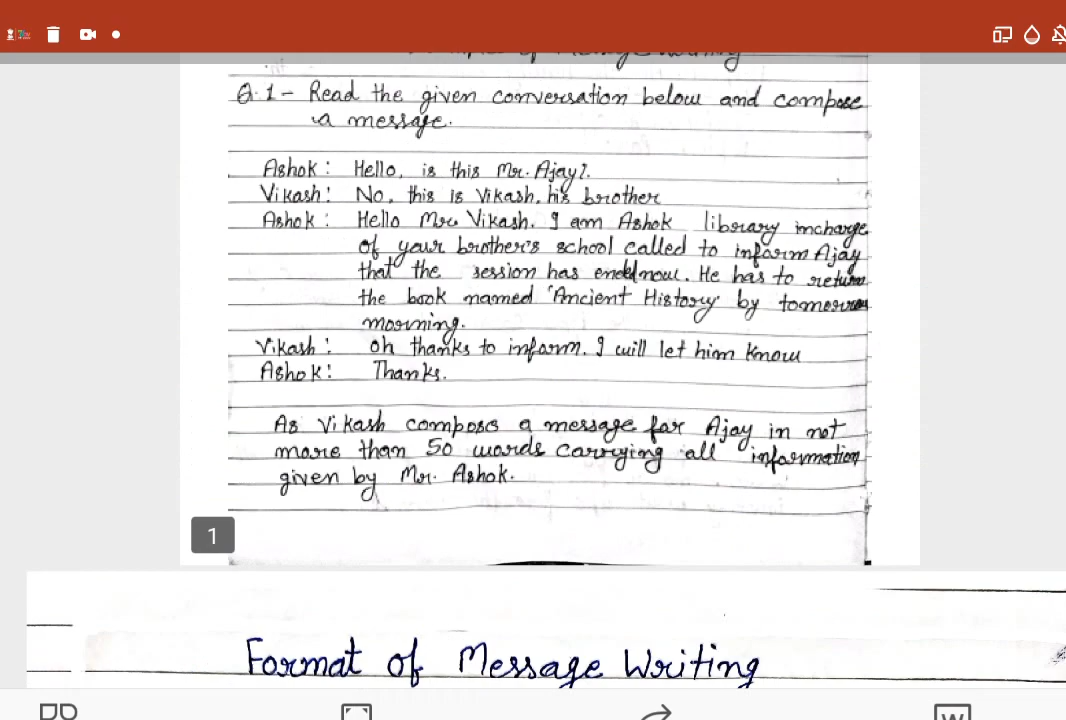 of Message Writing
Q.1- Read the given conversation below and compose
a message.
Ashok: Hello, is this Mr. Ajay?.
Vikash: No, this is Vikash, his brother
Ashok: Hello Mr. Vikash. I am Ashok library incharge
of your brother's school called to inform Ajay
that the session has ended now. He has to return
the book named 'Ancient History' by tomorrow
morning.
Vikash: oh thanks to inform. I will let him know
Ashok: Thanks.
As Vikash compose a message for Ajay in not
more than 50 words carrying all information
given by Mr. Ashok.
1
Format of Message Writing
W